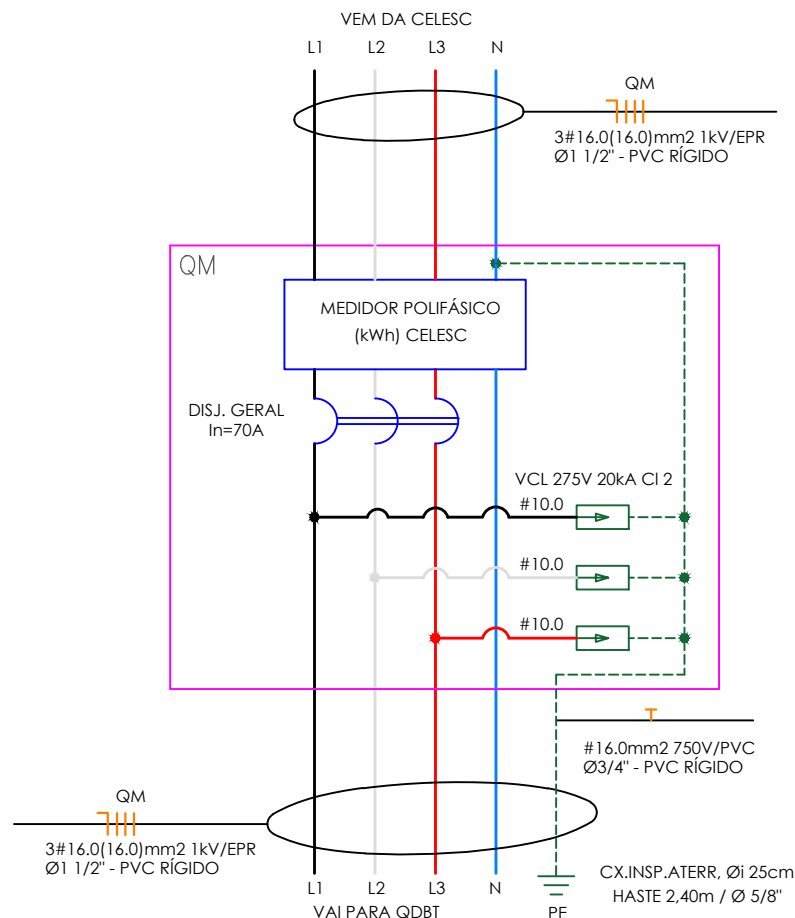 VEM DA CELESC
L1 L2 L3 N
QM
3#16.0(16.0)mm2 1kV/EPR
Ø1 1/2" - PVC RÍGIDO
QM
MEDIDOR POLIFÁSICO
(kWh) CELESC
DISJ. GERAL
In=70A
VCL 275V 20kA Cl 2
#10.0
#10.0
#10.0
#16.0mm2 750V/PVC
Ø3/4" - PVC RÍGIDO
QM
3#16.0(16.0)mm2 1kV/EPR
Ø1 1/2" - PVC RÍGIDO
CX.INSP.ATERR, Øi 25cm
HASTE 2,40m / Ø 5/8"
L1 L2 L3 N
PE
VAI PARA QDBT